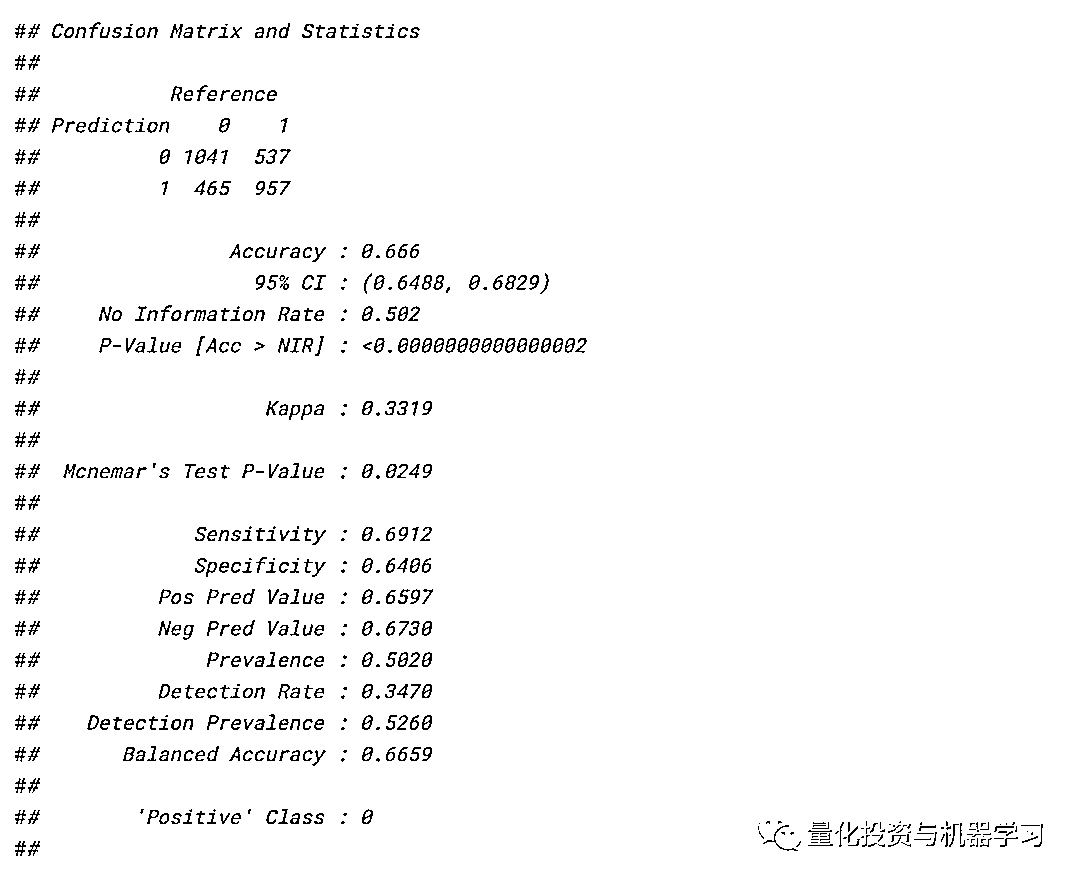 ## Confusion Matrix and Statistics
##
##           Reference
## Prediction    0    1
##          0 1041  537
##          1  465  957
##
##                Accuracy : 0.666
##                  95% CI : (0.6488, 0.6829)
##     No Information Rate : 0.502
##     P-Value [Acc > NIR] : <0.0000000000000002
##
##                   Kappa : 0.3319
##
##  Mcnemar's Test P-Value : 0.0249
##
##             Sensitivity : 0.6912
##             Specificity : 0.6406
##          Pos Pred Value : 0.6597
##          Neg Pred Value : 0.6730
##              Prevalence : 0.5020
##          Detection Rate : 0.3470
##    Detection Prevalence : 0.5260
##       Balanced Accuracy : 0.6659
##
##        'Positive' Class : 0
##
量化投资与机器学习